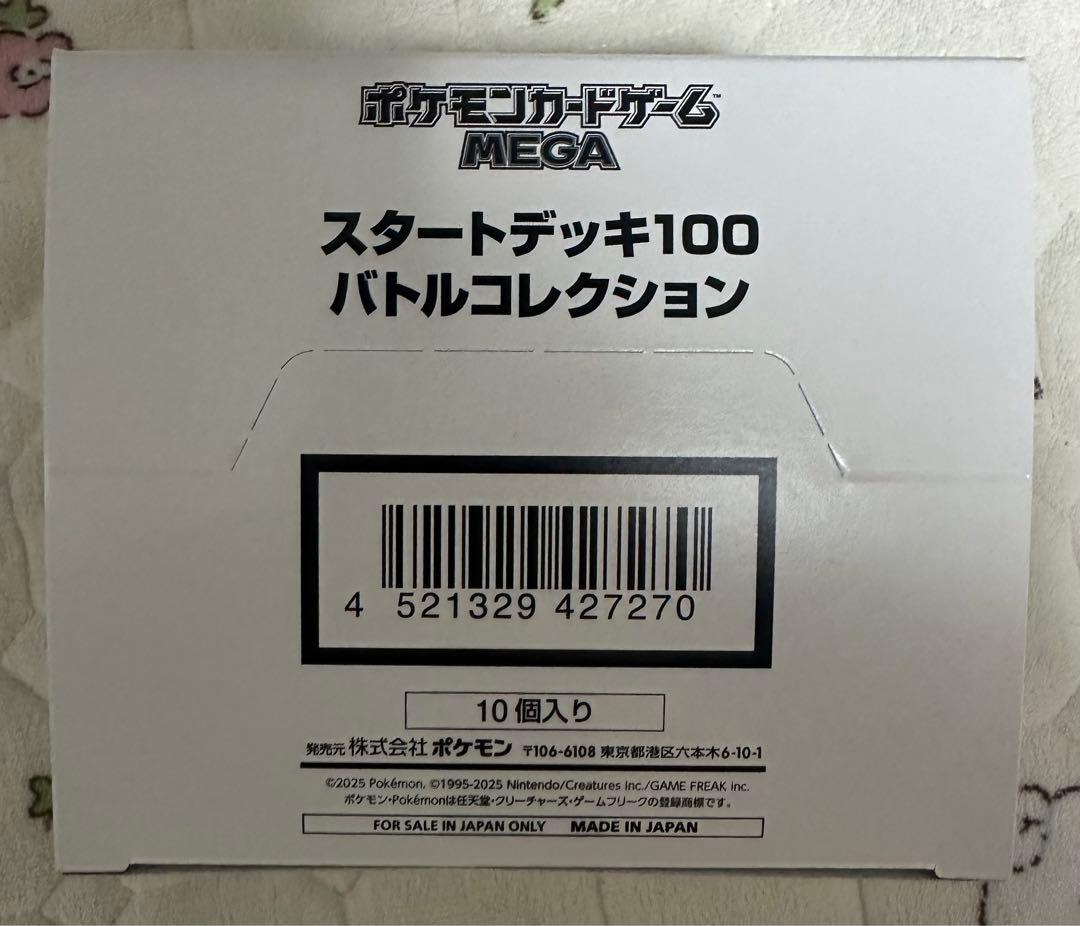 ポケモンカードゲーム™
MEGA
スタートデッキ100
バトルコレクション
4 521329 427270
10個入り
発売元 株式会社ポケモン 〒106-6108 東京都港区六本木6-10-1
©2025 Pokémon. ©1995-2025 Nintendo/Creatures Inc./GAME FREAK inc.
ポケモン・Pokémonは任天堂・クリーチャーズ・ゲームフリークの登録商標です。
FOR SALE IN JAPAN ONLY MADE IN JAPAN